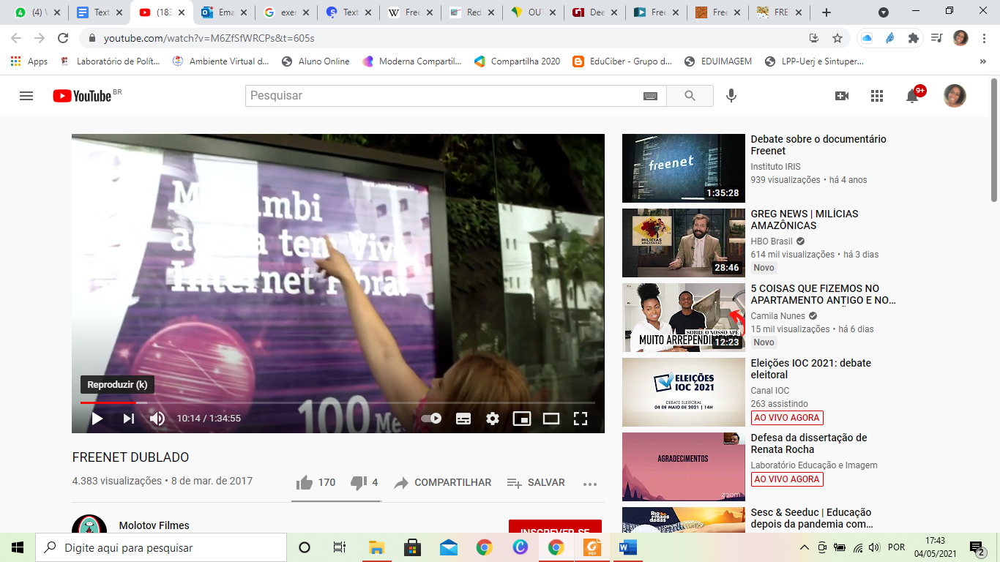 (4) V
Text
(183
Ema
exer
Text
Free
Red
OUT
Dee
Free
Free
FRE
youtube.com/watch?v=M6ZfSfWRCPs&t=605s
Apps
Laboratório de Polít...
Ambiente Virtual d...
Aluno Online
Moderna Compartil...
Compartilha 2020
EduCiber - Grupo d...
EDUIMAGEM
LPP-Uerj e Sintuper...
»
YouTube BR
Pesquisar
9+
agora tem Vivo
Internet Fibra.
100 Me
Reproduzir (k)
10:14 / 1:34:55
FREENET DUBLADO
4.383 visualizações • 8 de mar. de 2017
170
4
COMPARTILHAR
SALVAR
Molotov Filmes
INSCREVER-SE
freenet
1:35:28
Debate sobre o documentário
Freenet
Instituto IRIS
939 visualizações • há 4 anos
MILÍCIAS
AMAZÔNICAS
28:46
GREG NEWS | MILÍCIAS
AMAZÔNICAS
HBO Brasil
614 mil visualizações • há 3 dias
Novo
SOBRE O NOSSO APÊ
MUITO ARREPENDIMENTO
12:23
5 COISAS QUE FIZEMOS NO
APARTAMENTO ANTIGO E NO...
Camila Nunes
15 mil visualizações • há 6 dias
Novo
ELEIÇÕES
IOC 2021
DEBATE ELEITORAL
04 DE MAIO DE 2021 | 14H
Eleições IOC 2021: debate
eleitoral
Canal IOC
263 assistindo
AO VIVO AGORA
AGRADECIMENTOS
zoom
Defesa da dissertação de
Renata Rocha
Laboratório Educação e Imagem
AO VIVO AGORA
Sesc & Seeduc | Educação
depois da pandemia com...
Digite aqui para pesquisar
POR
17:43
04/05/2021
2